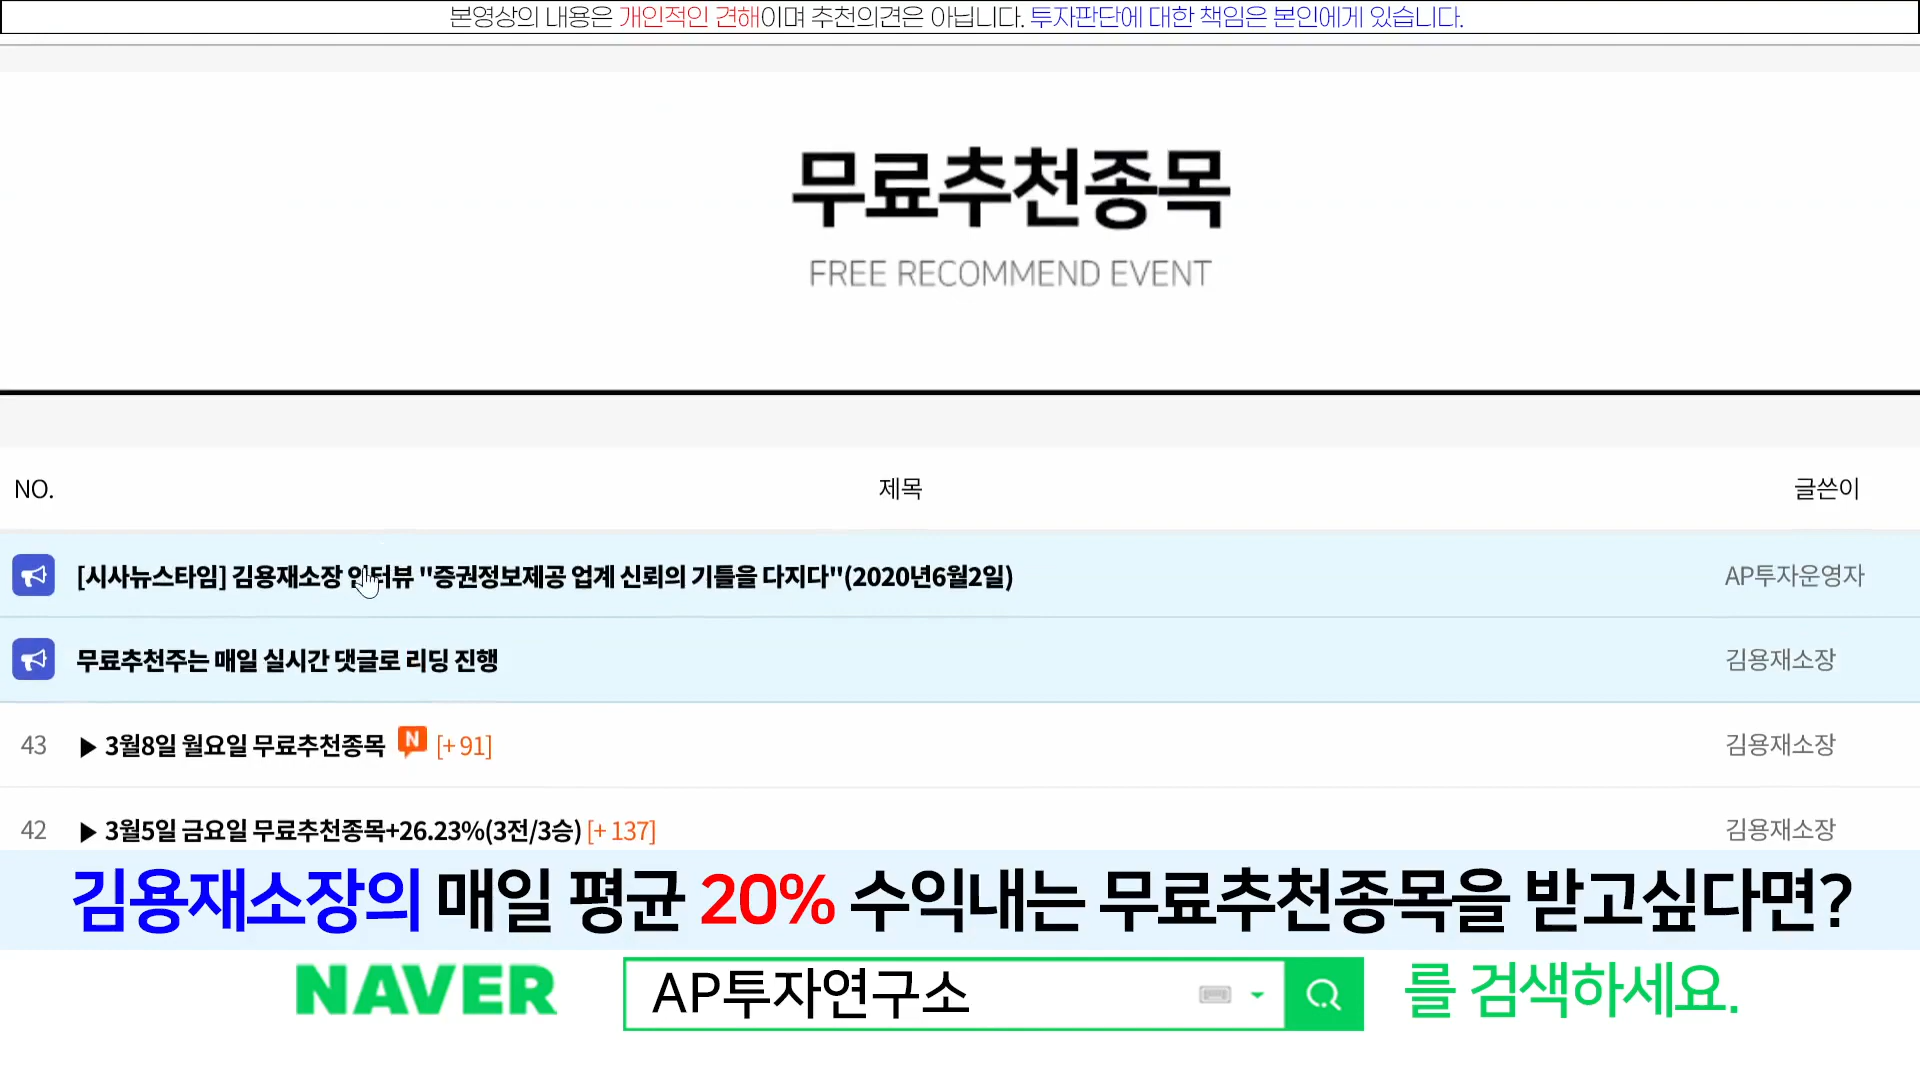 본영상의 내용은 개인적인 견해이며 추천의견은 아닙니다. 투자판단에 대한 책임은 본인에게 있습니다.
무료추천종목
FREE RECOMMEND EVENT
NO. 제목 글쓴이
[시사뉴스타임] 김용재소장 인터뷰 "증권정보제공 업계 신뢰의 기틀을 다지다"(2020년6월2일) AP투자운영자
무료추천주는 매일 실시간 댓글로 리딩 진행 김용재소장
43 ▶ 3월8일 월요일 무료추천종목 N [+ 91] 김용재소장
42 ▶ 3월5일 금요일 무료추천종목+26.23%(3전/3승) [+ 137] 김용재소장
김용재소장의 매일 평균 20% 수익내는 무료추천종목을 받고싶다면?
NAVER AP투자연구소 를 검색하세요.